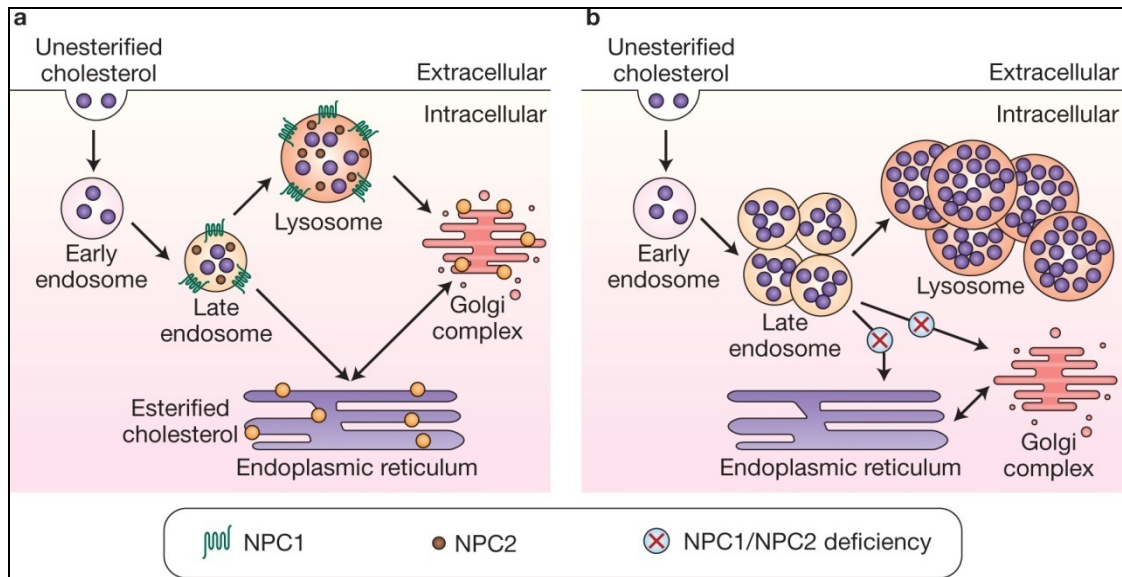 a
Unesterified
cholesterol
Extracellular
Intracellular
Early
endosome
Late
endosome
Lysosome
Golgi
complex
Esterified
cholesterol
Endoplasmic reticulum
b
Unesterified
cholesterol
Extracellular
Intracellular
Early
endosome
Late
endosome
Lysosome
Endoplasmic reticulum
Golgi
complex
NPC1
NPC2
NPC1/NPC2 deficiency